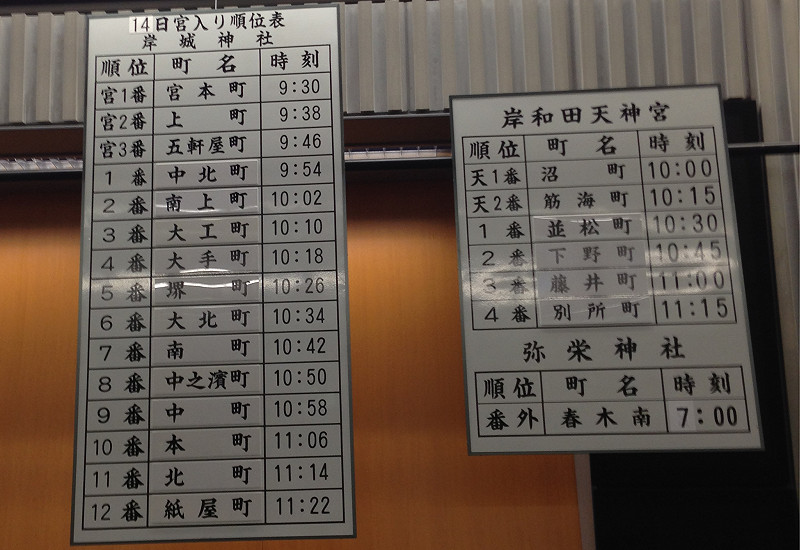 14日宮入り順位表
岸城神社
順位 町名 時刻
宮1番 宮本町 9:30
宮2番 上町 9:38
宮3番 五軒屋町 9:46
1番 中北町 9:54
2番 南上町 10:02
3番 大工町 10:10
4番 大手町 10:18
5番 堺町 10:26
6番 大北町 10:34
7番 南町 10:42
8番 中之濱町 10:50
9番 中町 10:58
10番 本町 11:06
11番 北町 11:14
12番 紙屋町 11:22
岸和田天神宮
順位 町名 時刻
天1番 沼町 10:00
天2番 筋海町 10:15
1番 並松町 10:30
2番 下野町 10:45
3番 藤井町 11:00
4番 別所町 11:15
弥栄神社
順位 町名 時刻
番外 春木南 7:00